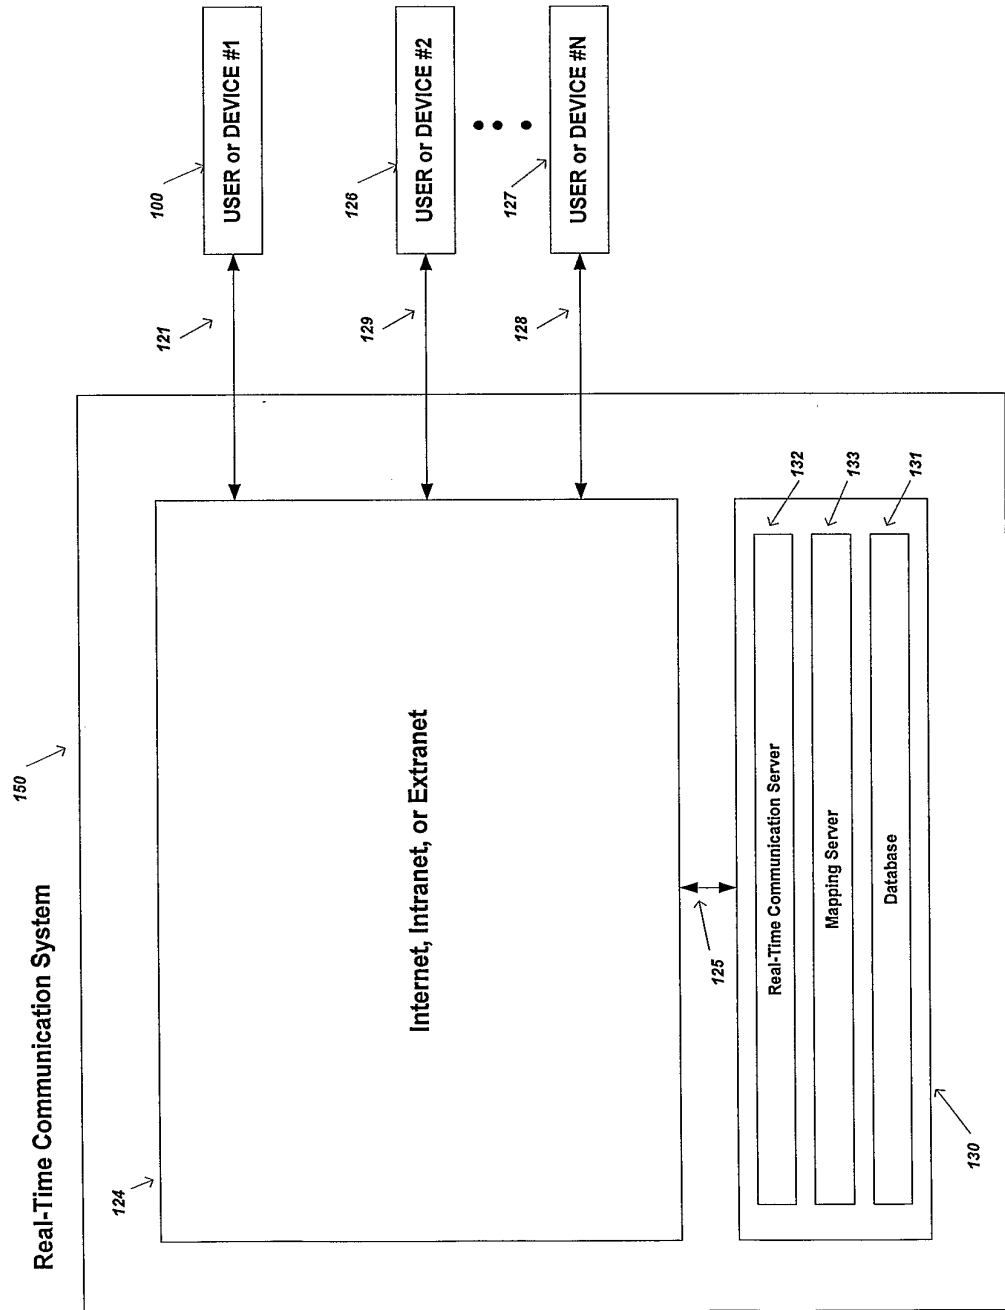 Real-Time Communication System
150
124
Internet, Intranet, or Extranet
121
100
USER or DEVICE #1
129
126
USER or DEVICE #2
128
127
USER or DEVICE #N
125
Real-Time Communication Server
132
Mapping Server
133
Database
131
130